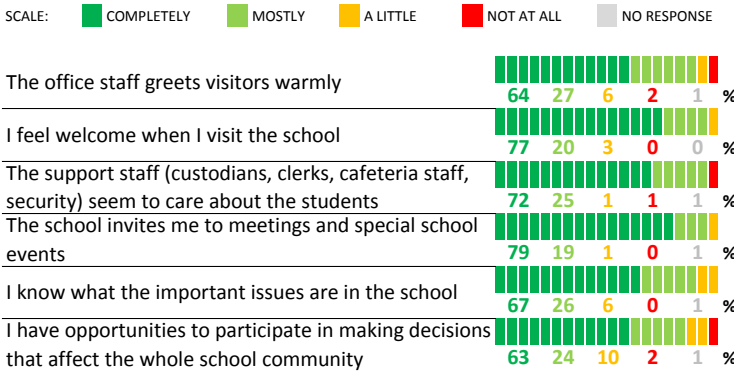 SCALE: COMPLETELY MOSTLY A LITTLE NOT AT ALL NO RESPONSE
The office staff greets visitors warmly
64 27 6 2 1 %
I feel welcome when I visit the school
77 20 3 0 0 %
The support staff (custodians, clerks, cafeteria staff,
security) seem to care about the students
72 25 1 1 1 %
The school invites me to meetings and special school
events
79 19 1 0 1 %
I know what the important issues are in the school
67 26 6 0 1 %
I have opportunities to participate in making decisions
that affect the whole school community
63 24 10 2 1 %